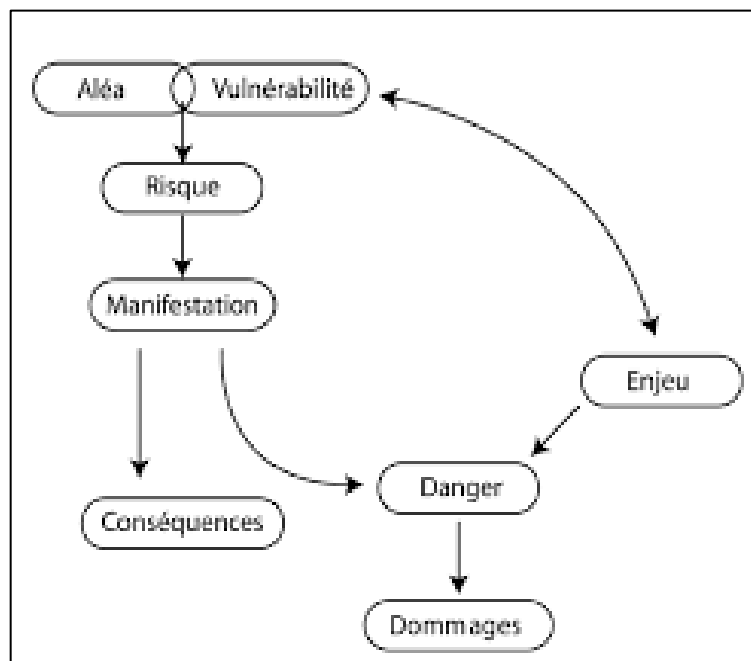 Aléa
Vulnérabilité
Risque
Manifestation
Enjeu
Danger
Conséquences
Dommages